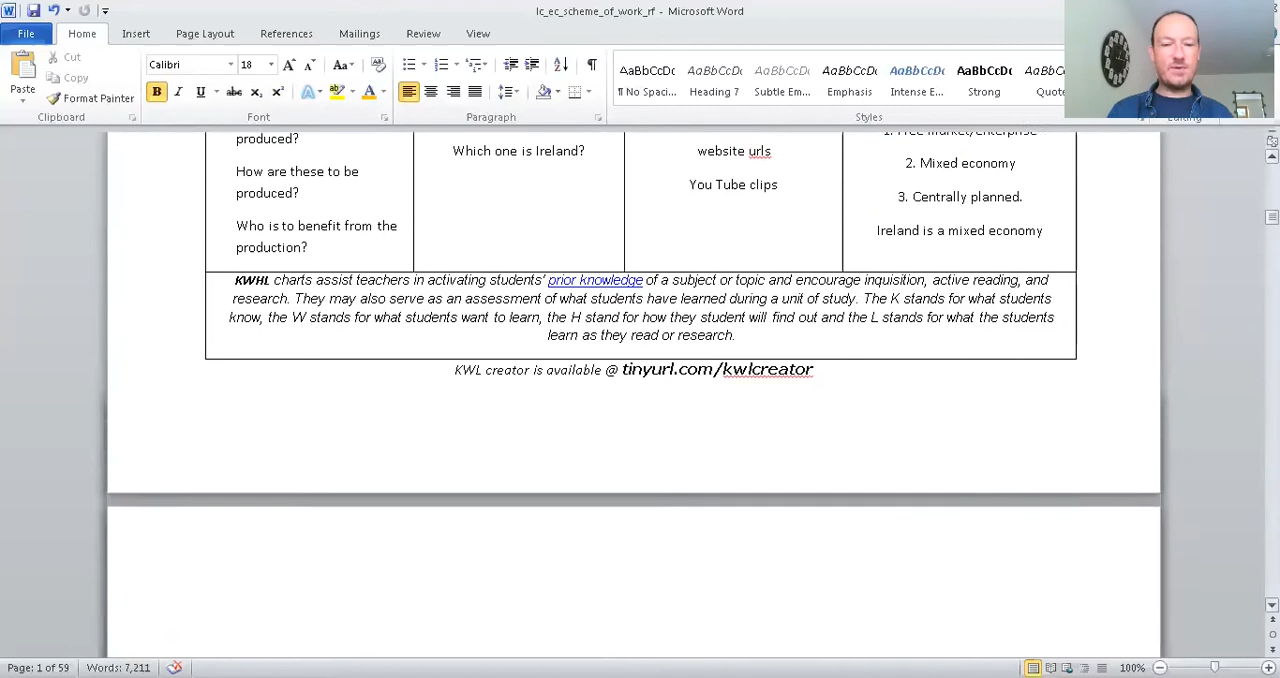 lc_ec_scheme_of_work_rf - Microsoft Word
File Home Insert Page Layout References Mailings Review View
Calibri 18 Aa
Cut
Copy
Paste
Format Painter
B I U abc x₂ x² A
AaBbCcDc AaBbCcDc AaBbCcDc AaBbCcDc AaBbCcDc AaBbCcDc AaBbCcDc
¶ No Spaci... Heading 7 Subtle Em... Emphasis Intense E... Strong Quote
Clipboard Font Paragraph Styles Editing
produced?
How are these to be
produced?
Who is to benefit from the
production?
Which one is Ireland?
website urls
You Tube clips
1. Free Market/enterprise
2. Mixed economy
3. Centrally planned.
Ireland is a mixed economy
KWHL charts assist teachers in activating students' prior knowledge of a subject or topic and encourage inquisition, active reading, and
research. They may also serve as an assessment of what students have learned during a unit of study. The K stands for what students
know, the W stands for what students want to learn, the H stand for how they student will find out and the L stands for what the students
learn as they read or research.
KWL creator is available @ tinyurl.com/kwlcreator
Page: 1 of 59 Words: 7,211 100%